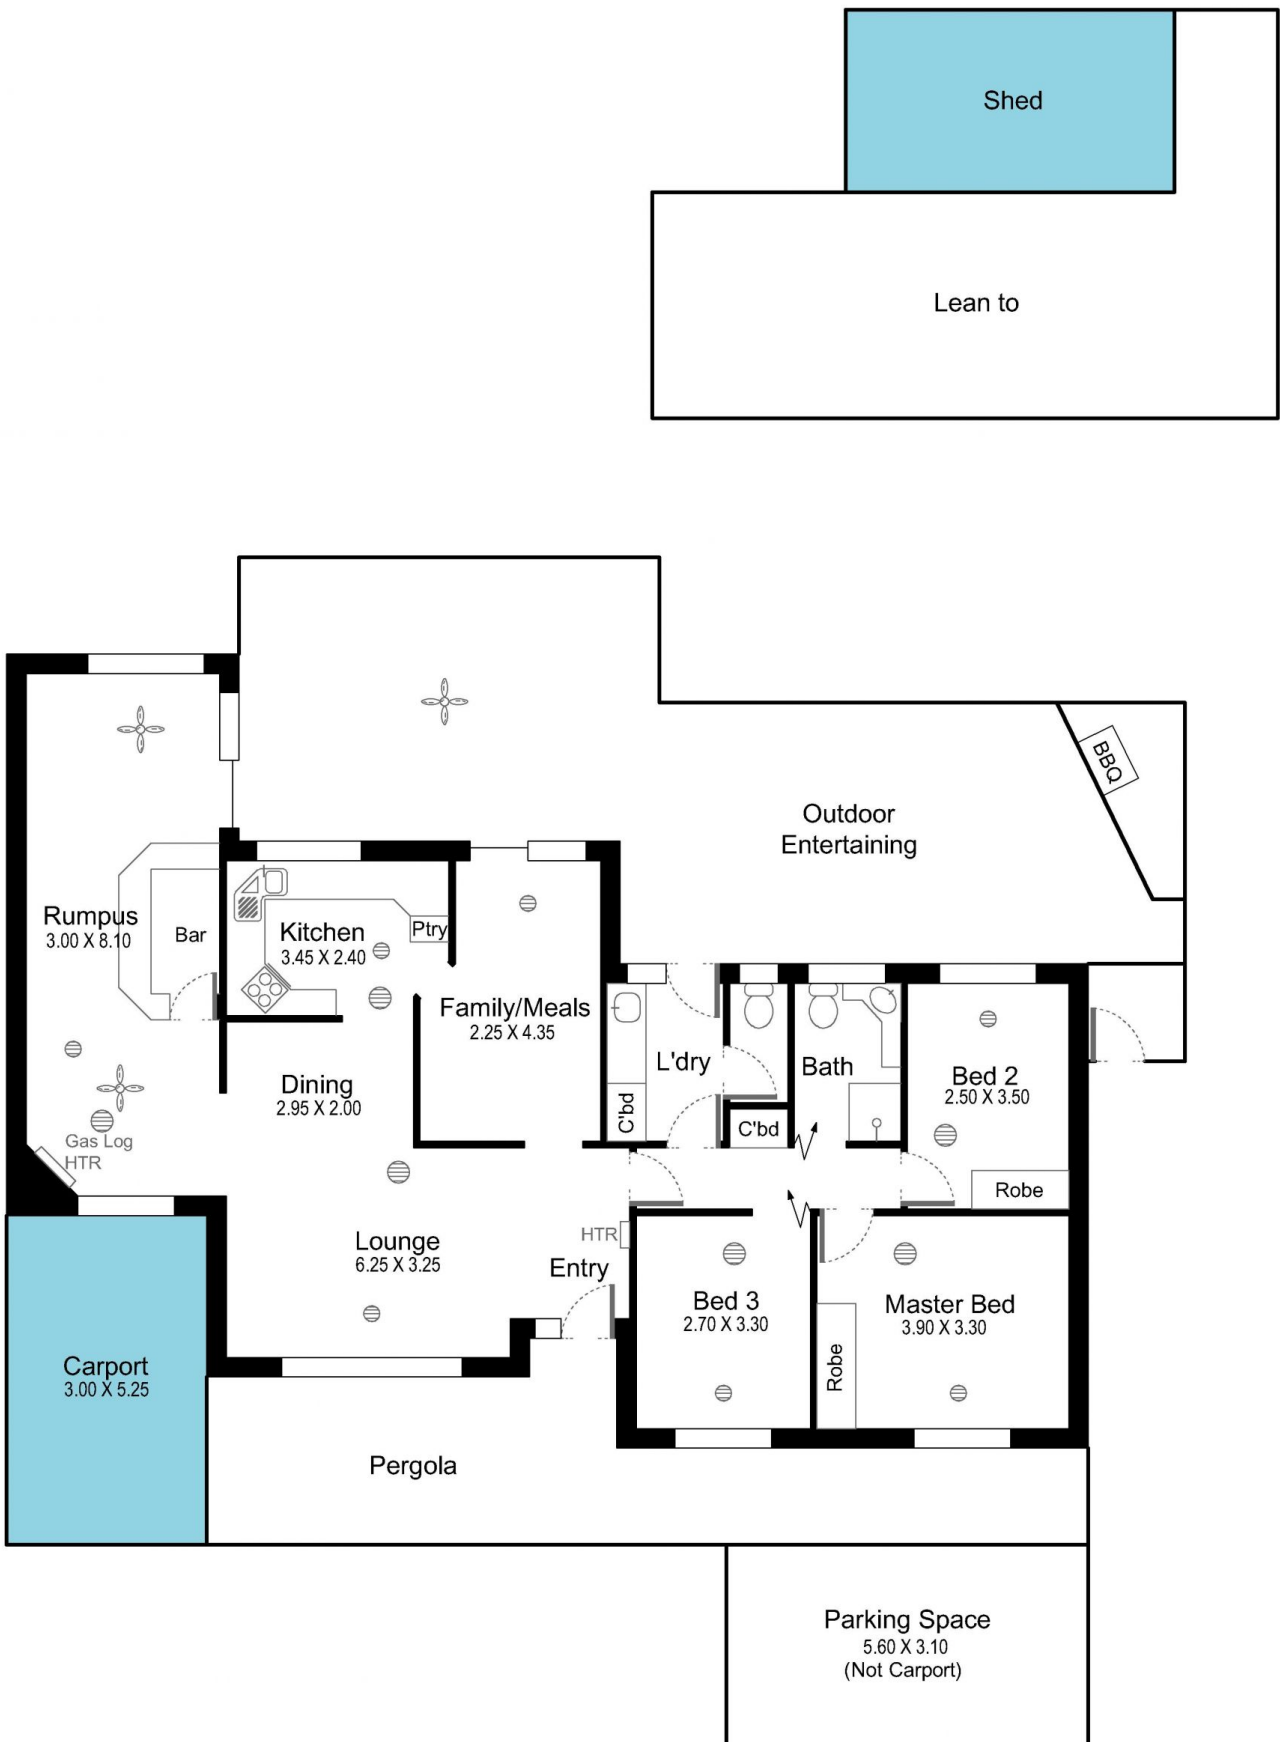 Shed
Lean to
BBQ
Outdoor
Entertaining
Rumpus
3.00 X 8.10
Bar
Kitchen
3.45 X 2.40
Ptry
Family/Meals
2.25 X 4.35
L'dry
C'bd
C'bd
Bath
Bed 2
2.50 X 3.50
Robe
Dining
2.95 X 2.00
Gas Log
HTR
Lounge
6.25 X 3.25
HTR
Entry
Bed 3
2.70 X 3.30
Master Bed
3.90 X 3.30
Robe
Carport
3.00 X 5.25
Pergola
Parking Space
5.60 X 3.10
(Not Carport)